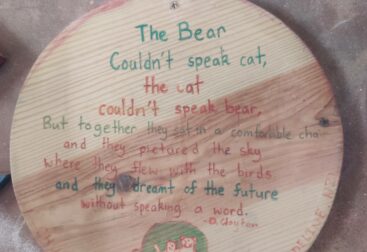 The Bear
Couldn't speak cat,
the cat
couldn't speak bear,
But together they sat in a comfortable cha
and they pictured the sky
where they flew with the birds
and they dreamt of the future
without speaking a word.